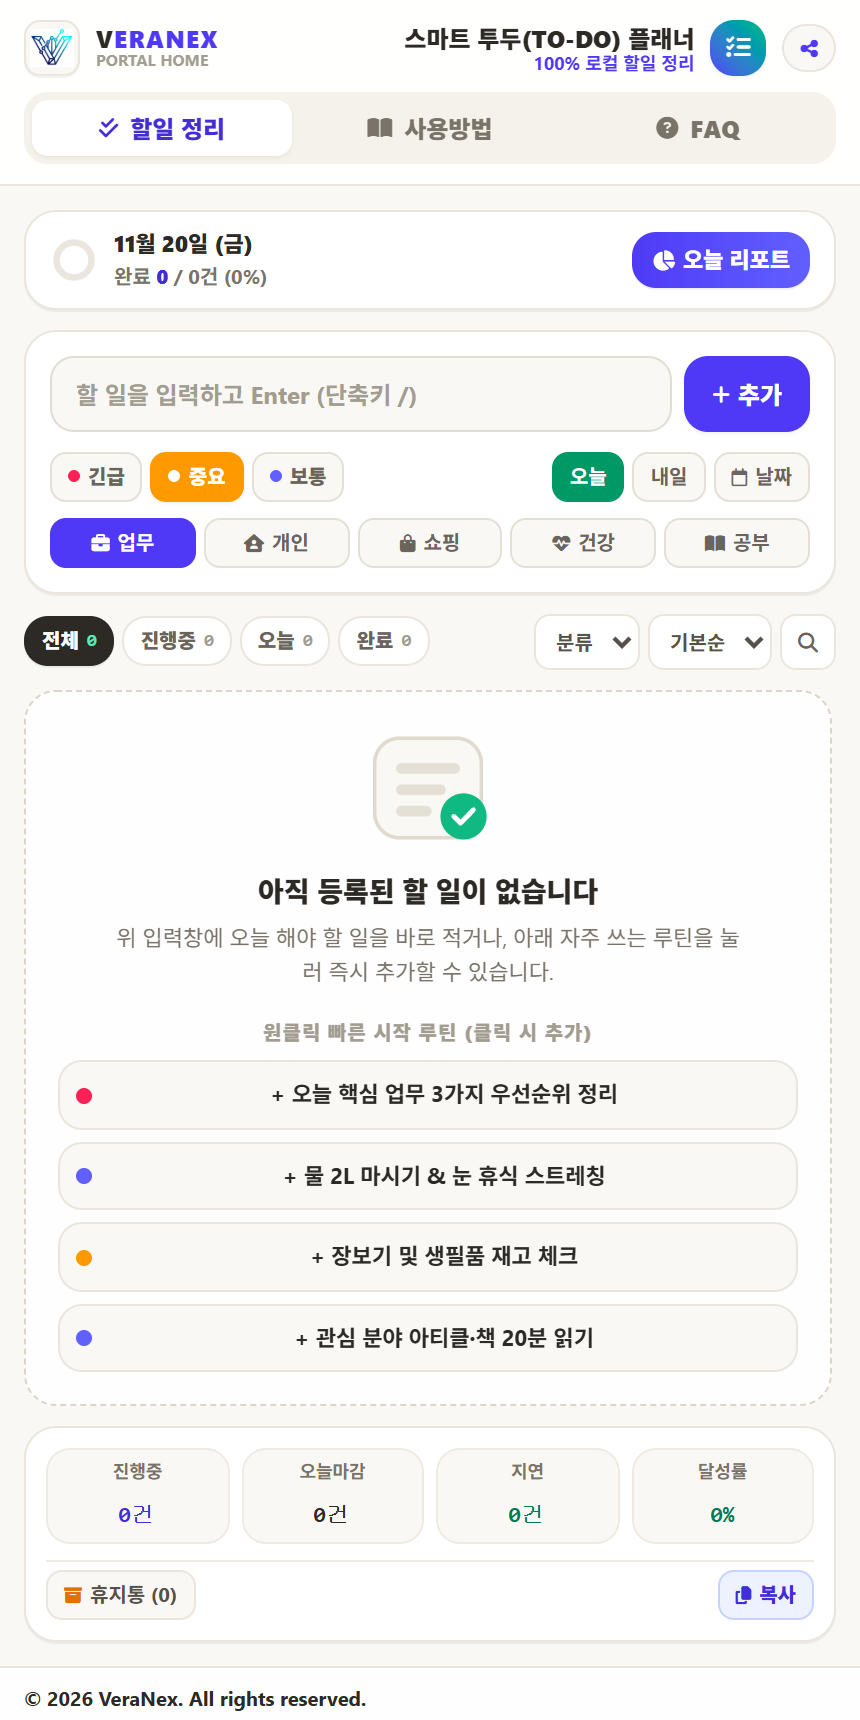 VERANEX
PORTAL HOME
스마트 투두(TO-DO) 플래너
100% 로컬 할일 정리
할일 정리
사용방법
FAQ
11월 20일 (금)
완료 0 / 0건 (0%)
오늘 리포트
할 일을 입력하고 Enter (단축키 /)
+ 추가
긴급
중요
보통
오늘
내일
날짜
업무
개인
쇼핑
건강
공부
전체 0
진행중 0
오늘 0
완료 0
분류
기본순
아직 등록된 할 일이 없습니다
위 입력창에 오늘 해야 할 일을 바로 적거나, 아래 자주 쓰는 루틴을 눌
러 즉시 추가할 수 있습니다.
원클릭 빠른 시작 루틴 (클릭 시 추가)
+ 오늘 핵심 업무 3가지 우선순위 정리
+ 물 2L 마시기 & 눈 휴식 스트레칭
+ 장보기 및 생필품 재고 체크
+ 관심 분야 아티클·책 20분 읽기
진행중
0건
오늘마감
0건
지연
0건
달성률
0%
휴지통 (0)
복사
© 2026 VeraNex. All rights reserved.